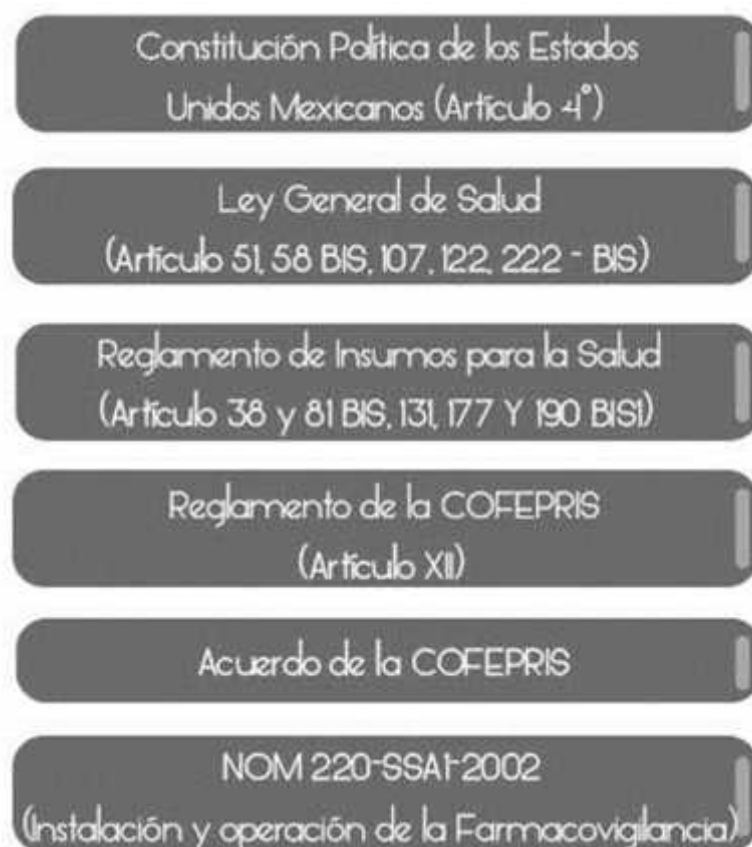 Constitución Política de los Estados
Unidos Mexicanos (Artículo 4°)
Ley General de Salud
(Artículo 51, 58 BIS, 107, 122, 222 - BIS)
Reglamento de Insumos para la Salud
(Artículo 38 y 81 BIS, 131, 177 Y 190 BIS1)
Reglamento de la COFEPRIS
(Artículo XII)
Acuerdo de la COFEPRIS
NOM 220-SSA1-2002
(Instalación y operación de la Farmacovigilancia)